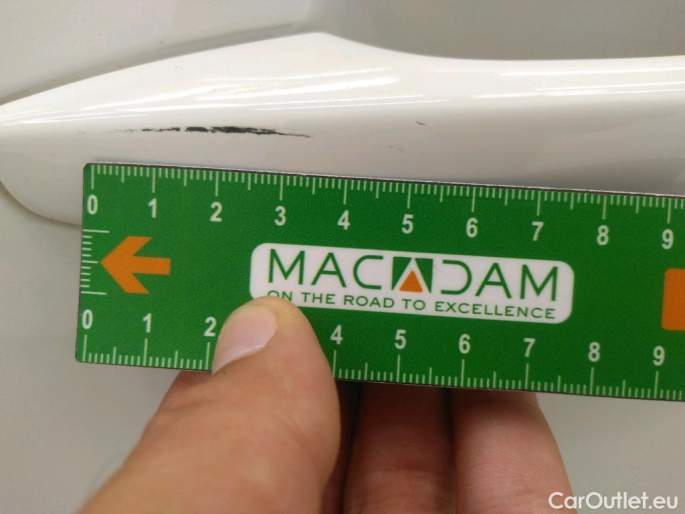 0 1 2 3 4 5 6 7 8 9
MACADAM
ON THE ROAD TO EXCELLENCE
0 1 2 4 5 6 7 8 9
CarOutlet.eu